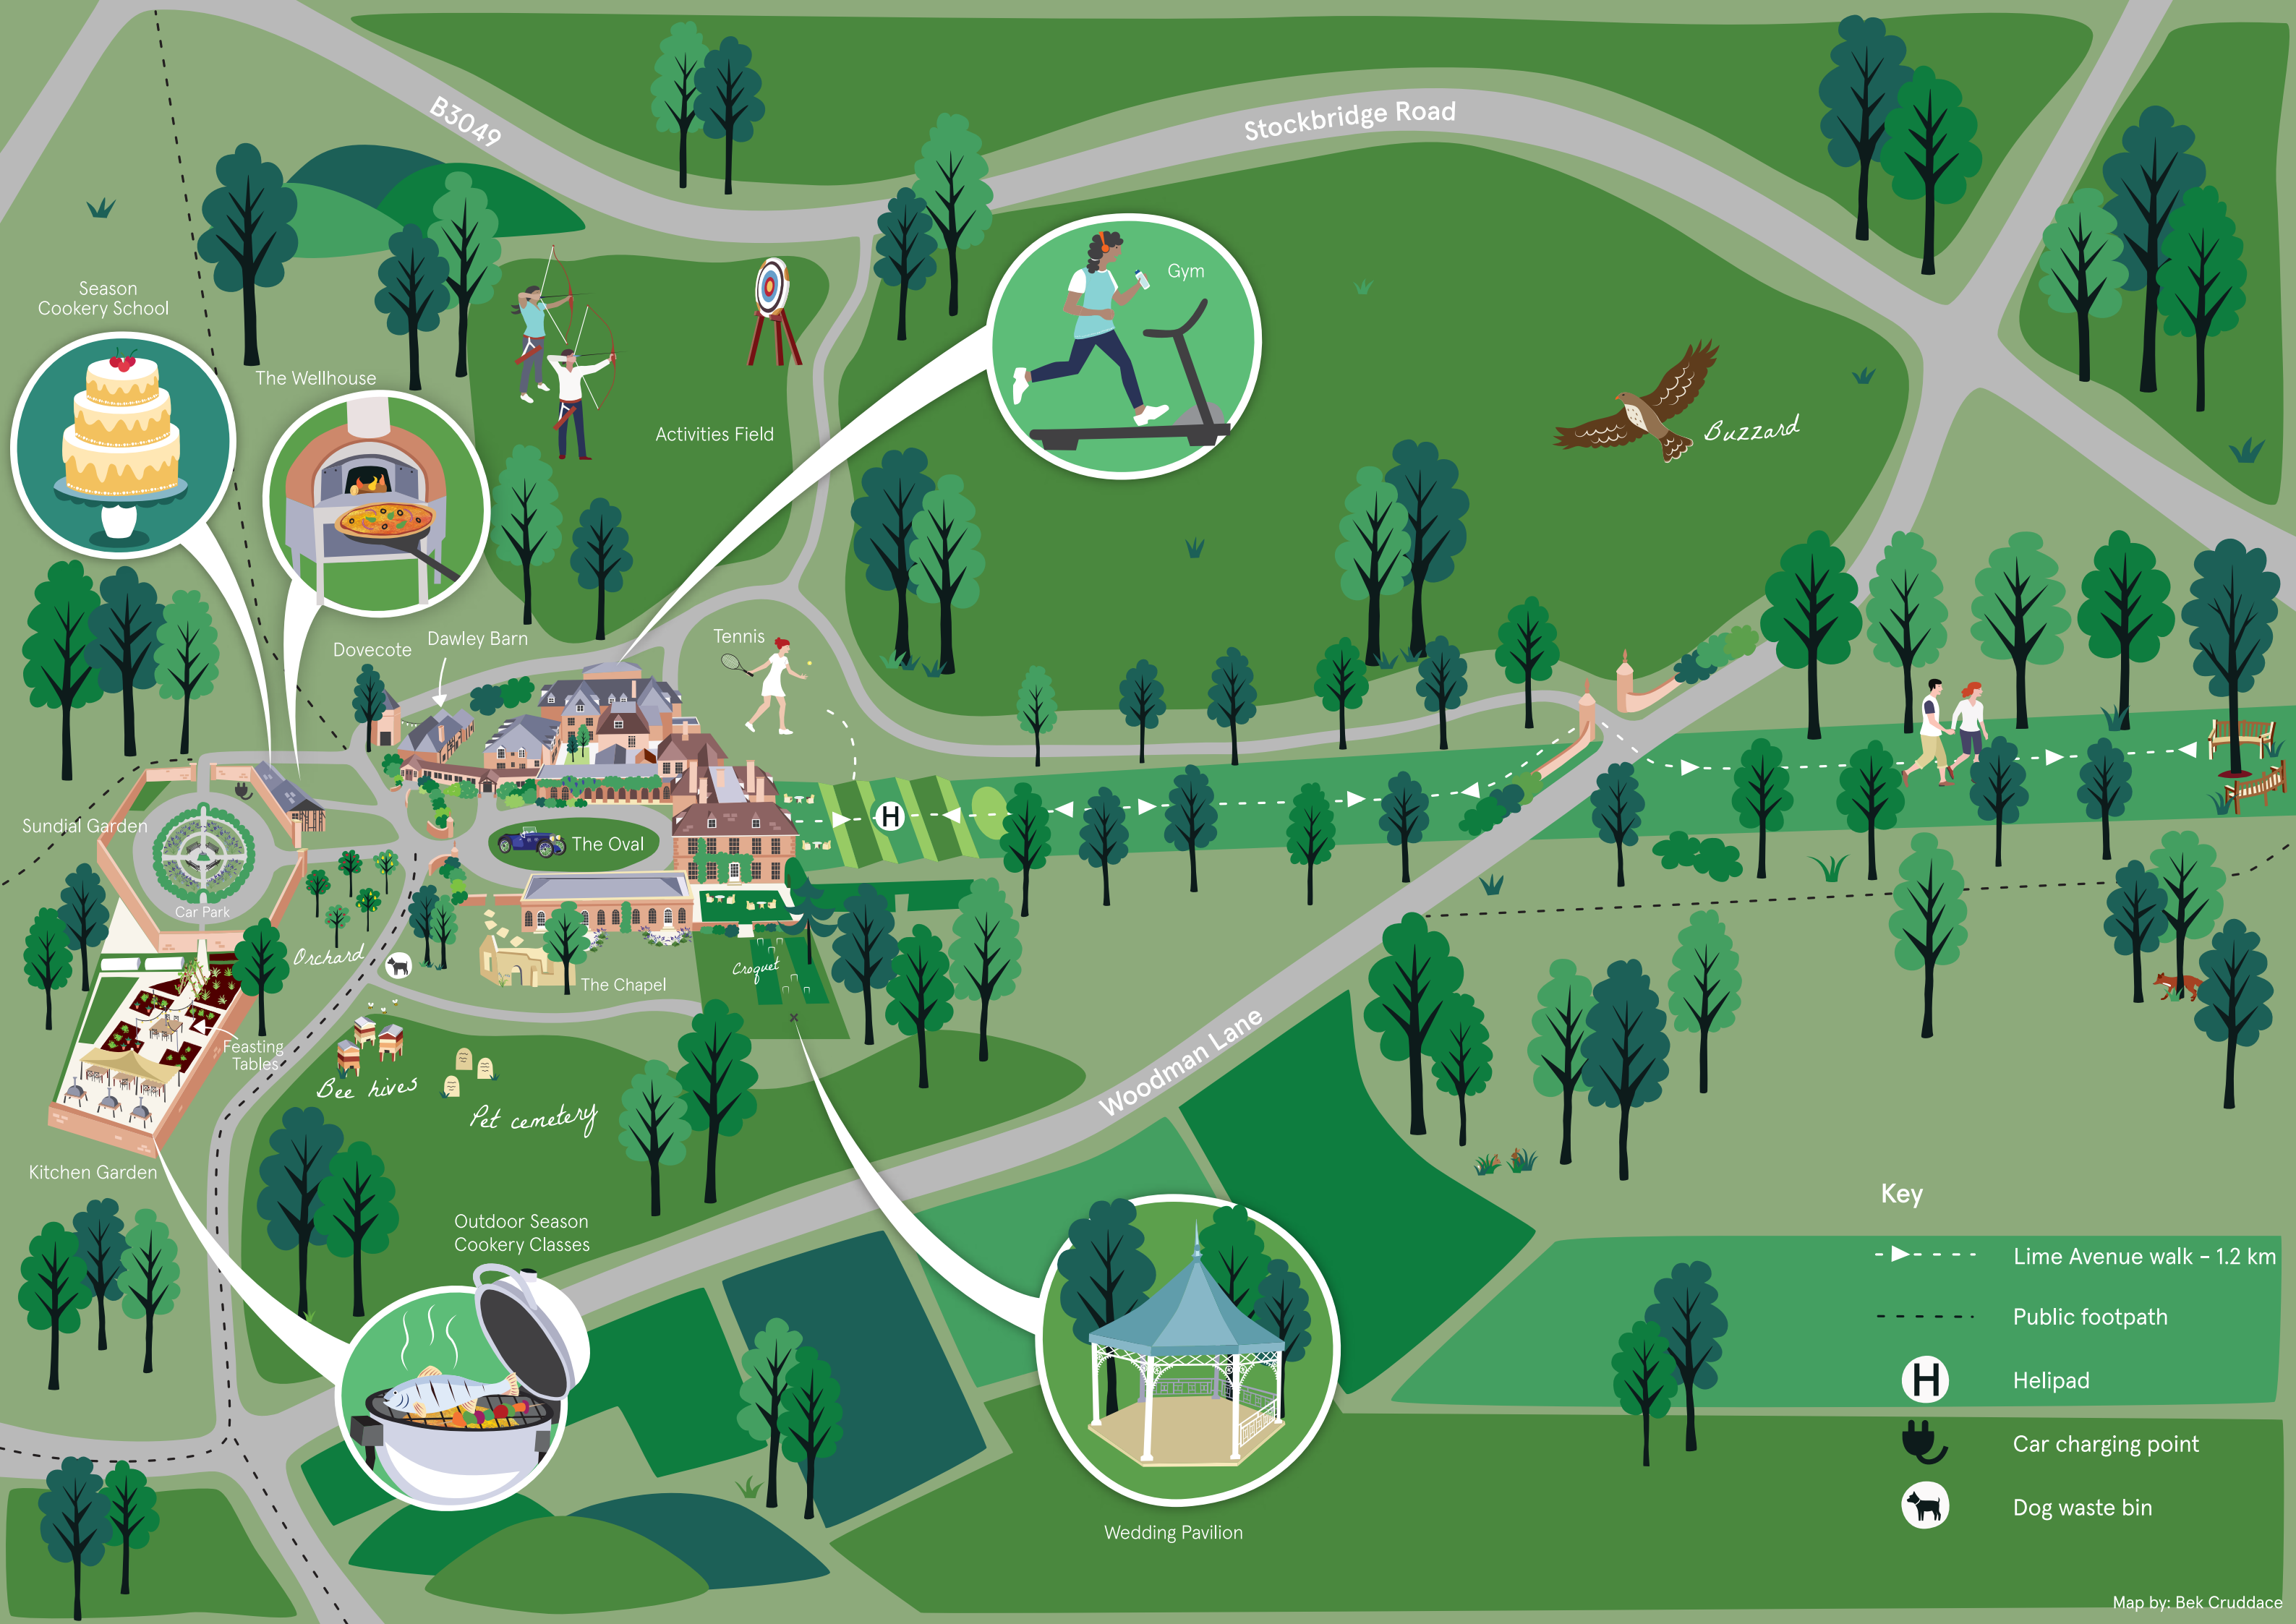 B3049
Stockbridge Road
Gym
Season
Cookery School
The Wellhouse
Activities Field
Buzzard
Dovecote
Dawley Barn
Tennis
Sundial Garden
H
The Oval
Car Park
Orchard
Croquet
The Chapel
Feasting
Tables
Bee hives
Pet cemetery
Woodman Lane
Kitchen Garden
Outdoor Season
Cookery Classes
Wedding Pavilion
Key
Lime Avenue walk - 1.2 km
Public footpath
H
Helipad
Car charging point
Dog waste bin
Map by: Bek Cruddace